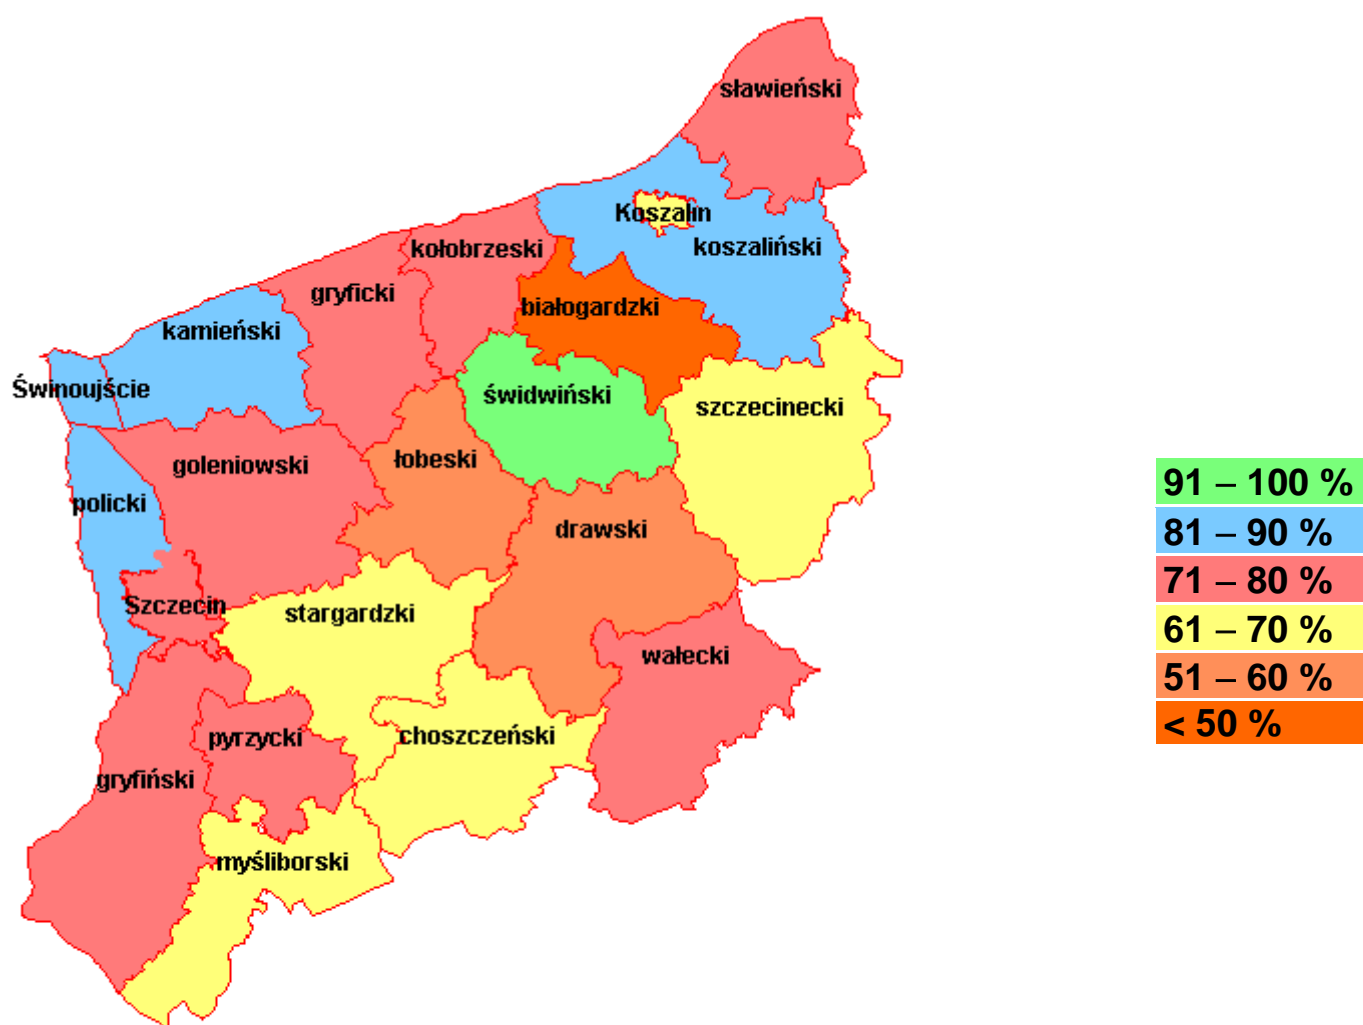 sławieński
Koszalin
koszaliński
kołobrzeski
gryficki
białogardzki
kamieński
Świnoujście
świdwiński
szczecinecki
łobeski
goleniowski
policki
drawski
Szczecin
stargardzki
wałecki
choszczeński
pyrzycki
gryfiński
myśliborski
91 – 100 %
81 – 90 %
71 – 80 %
61 – 70 %
51 – 60 %
< 50 %